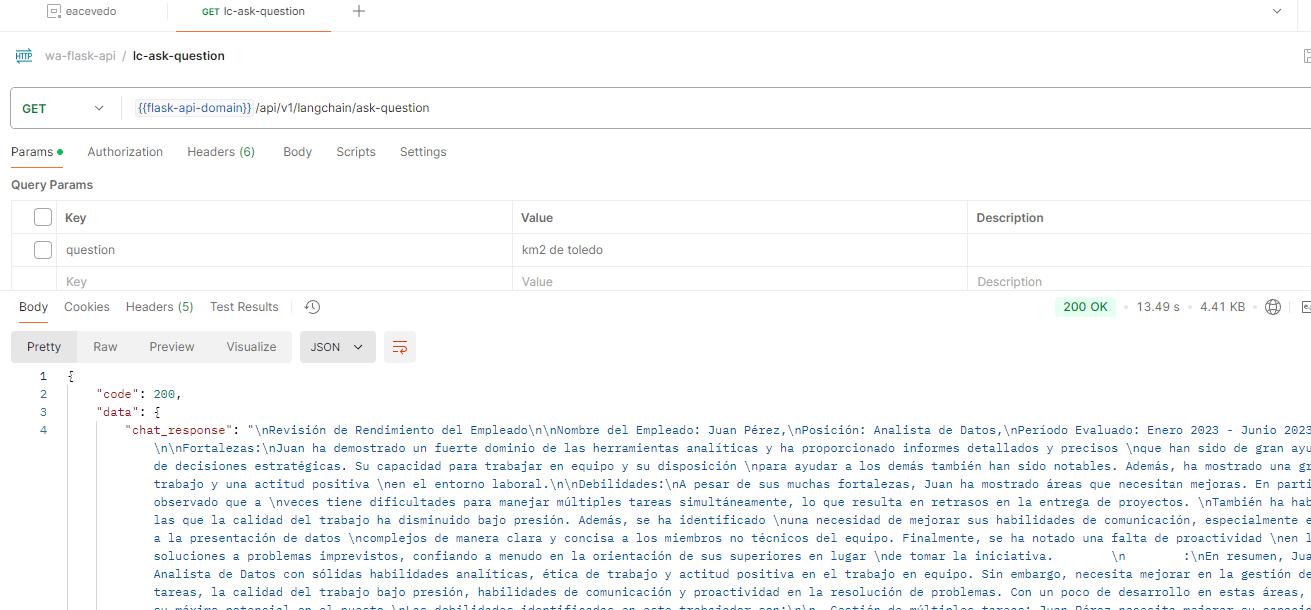 eacevedo
GET lc-ask-question
HTTP wa-flask-api / lc-ask-question
GET {{flask-api-domain}} /api/v1/langchain/ask-question
Params Authorization Headers (6) Body Scripts Settings
Query Params
Key Value Description
question km2 de toledo
Key Value Description
Body Cookies Headers (5) Test Results 200 OK 13.49 s 4.41 KB
Pretty Raw Preview Visualize JSON
1 {
2 "code": 200,
3 "data": {
4 "chat_response": "\nRevisión de Rendimiento del Empleado\n\nNombre del Empleado: Juan Pérez,\nPosición: Analista de Datos,\nPeríodo Evaluado: Enero 2023 - Junio 2023
\n\nFortalezas:\nJuan ha demostrado un fuerte dominio de las herramientas analíticas y ha proporcionado informes detallados y precisos \nque han sido de gran ayu
de decisiones estratégicas. Su capacidad para trabajar en equipo y su disposición \npara ayudar a los demás también han sido notables. Además, ha mostrado una gr
trabajo y una actitud positiva \nen el entorno laboral.\n\nDebilidades:\nA pesar de sus muchas fortalezas, Juan ha mostrado áreas que necesitan mejoras. En parti
observado que a \nveces tiene dificultades para manejar múltiples tareas simultáneamente, lo que resulta en retrasos en la entrega de proyectos. \nTambién ha hab
las que la calidad del trabajo ha disminuido bajo presión. Además, se ha identificado \nuna necesidad de mejorar sus habilidades de comunicación, especialmente e
a la presentación de datos \ncomplejos de manera clara y concisa a los miembros no técnicos del equipo. Finalmente, se ha notado una falta de proactividad \nen l
soluciones a problemas imprevistos, confiando a menudo en la orientación de sus superiores en lugar \nde tomar la iniciativa. \n :\nEn resumen, Jua
Analista de Datos con sólidas habilidades analíticas, ética de trabajo y actitud positiva en el trabajo en equipo. Sin embargo, necesita mejorar en la gestión de
tareas, la calidad del trabajo bajo presión, habilidades de comunicación y proactividad en la resolución de problemas. Con un poco de desarrollo en estas áreas,